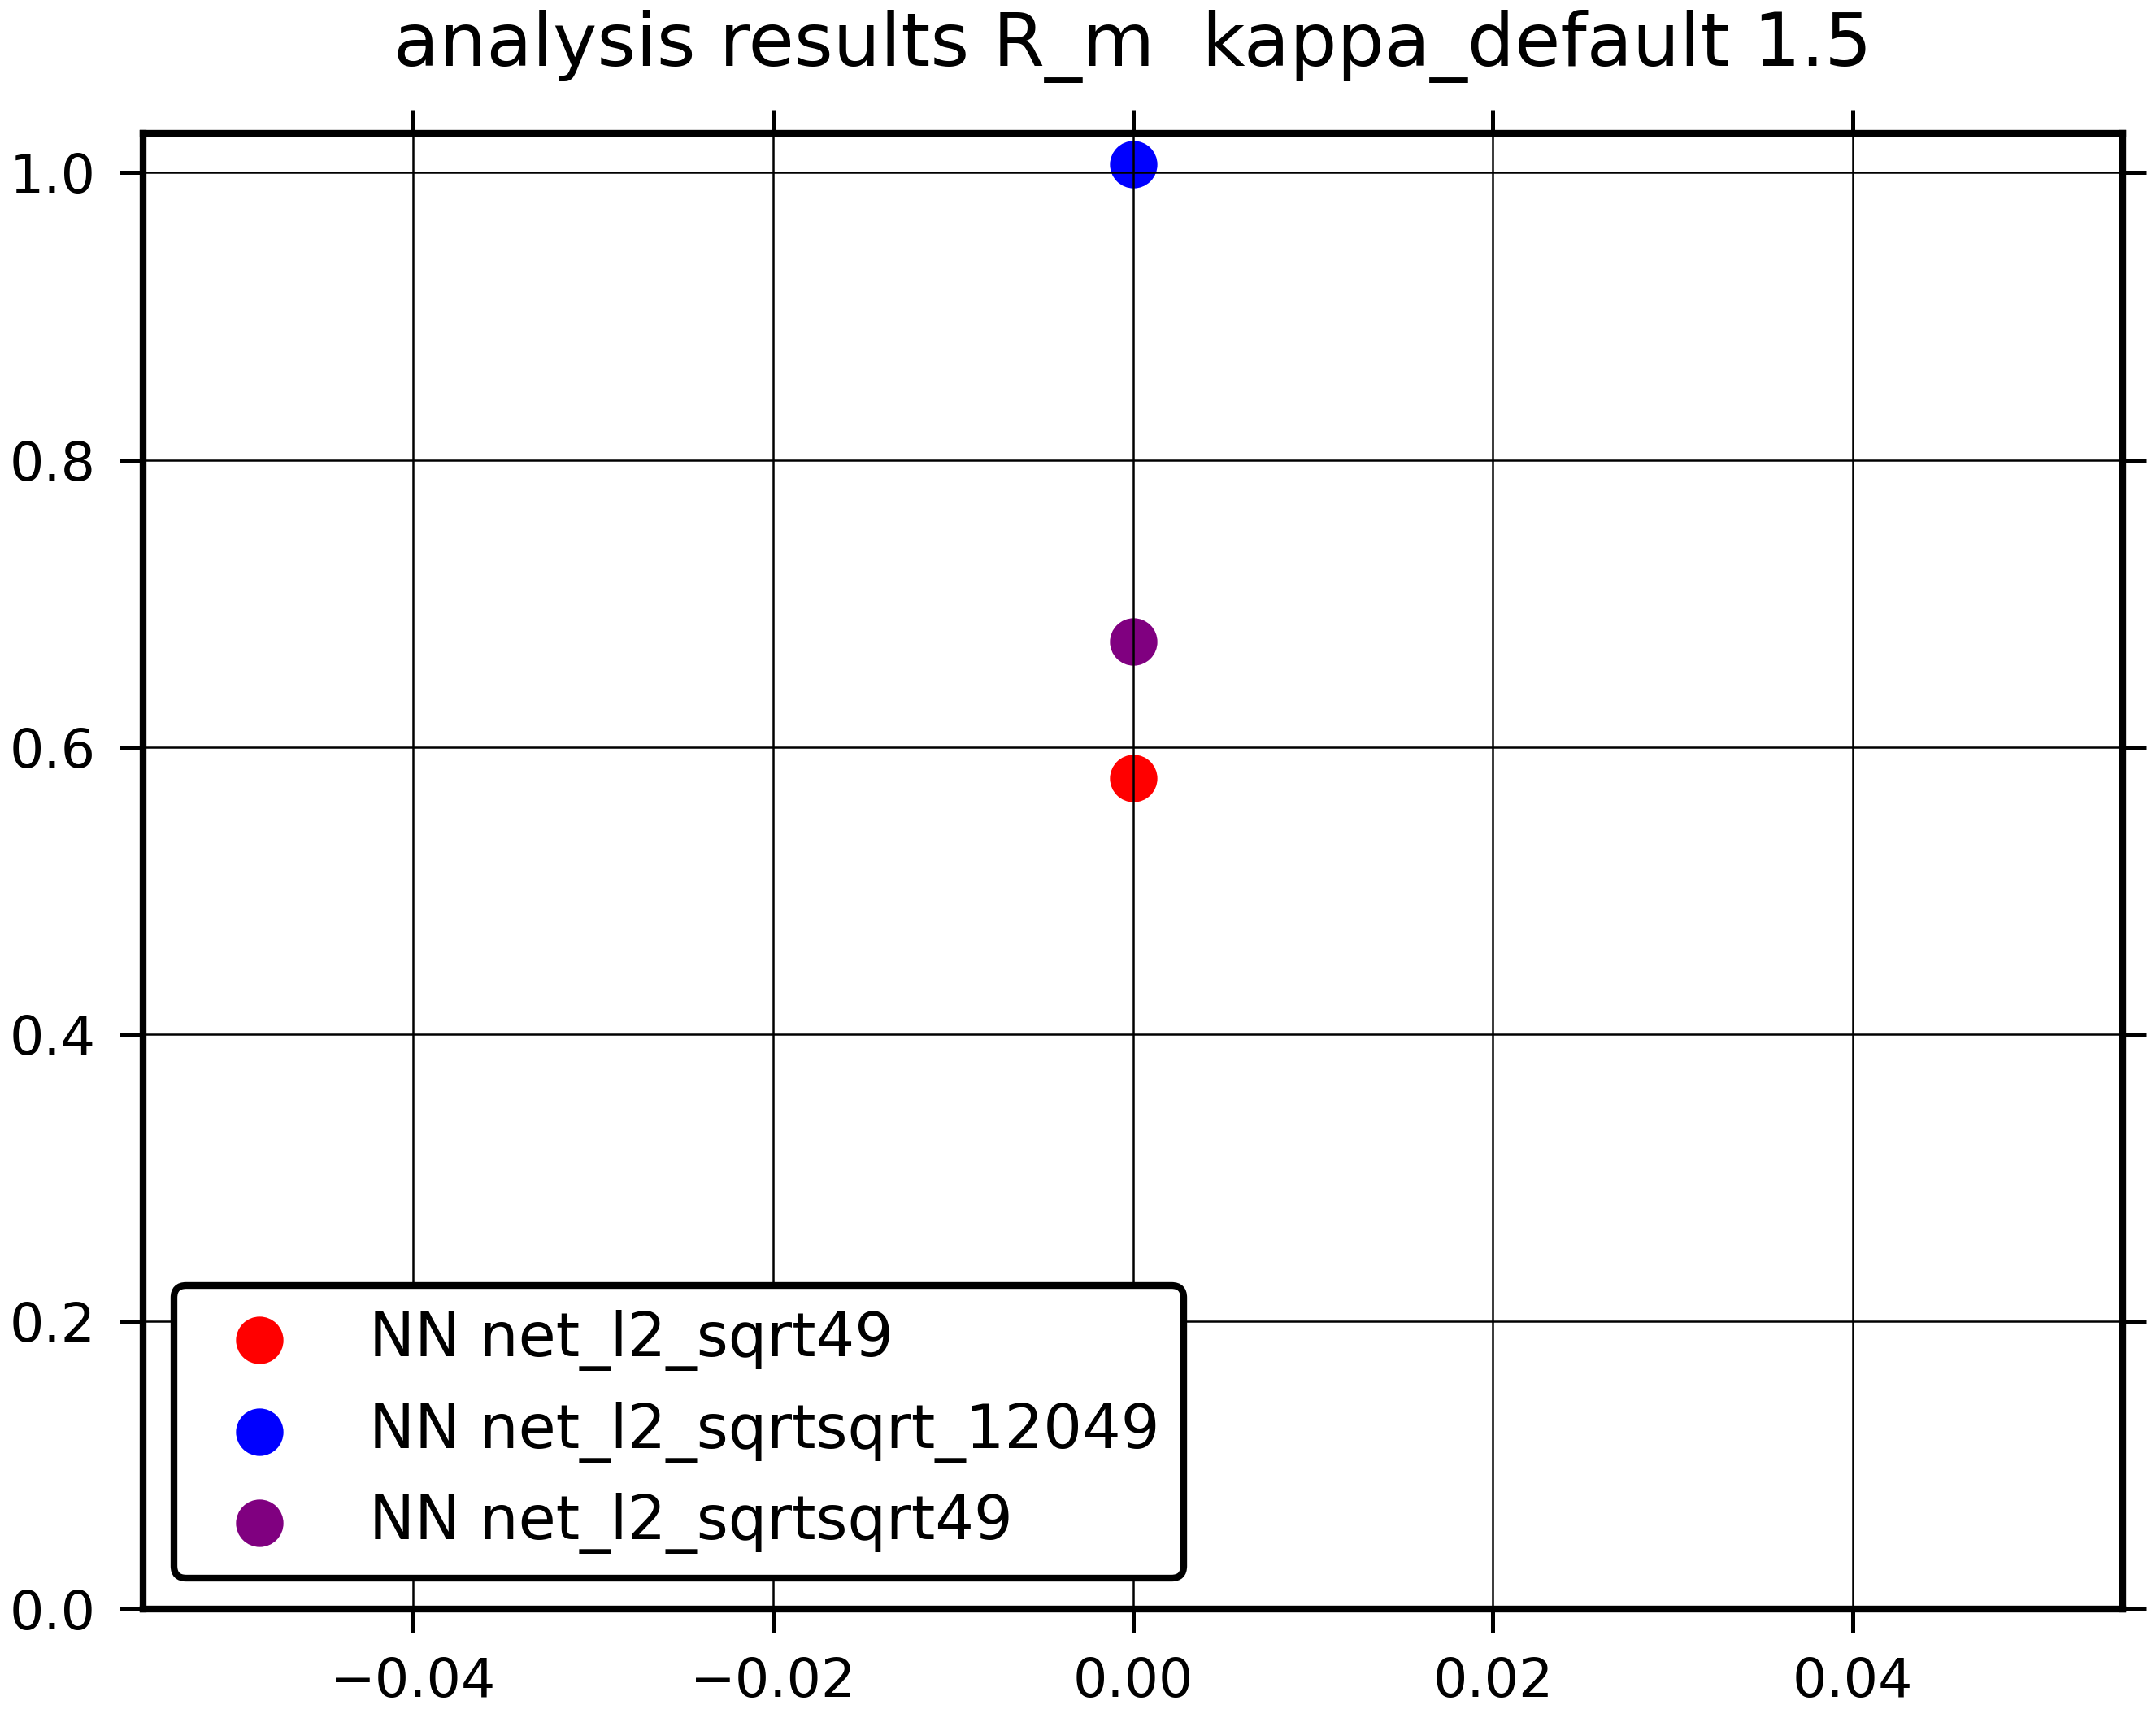 analysis results R_m  kappa_default 1.5
1.0
0.8
0.6
0.4
0.2
0.0
NN net_l2_sqrt49
NN net_l2_sqrtsqrt_12049
NN net_l2_sqrtsqrt49
−0.04
−0.02
0.00
0.02
0.04